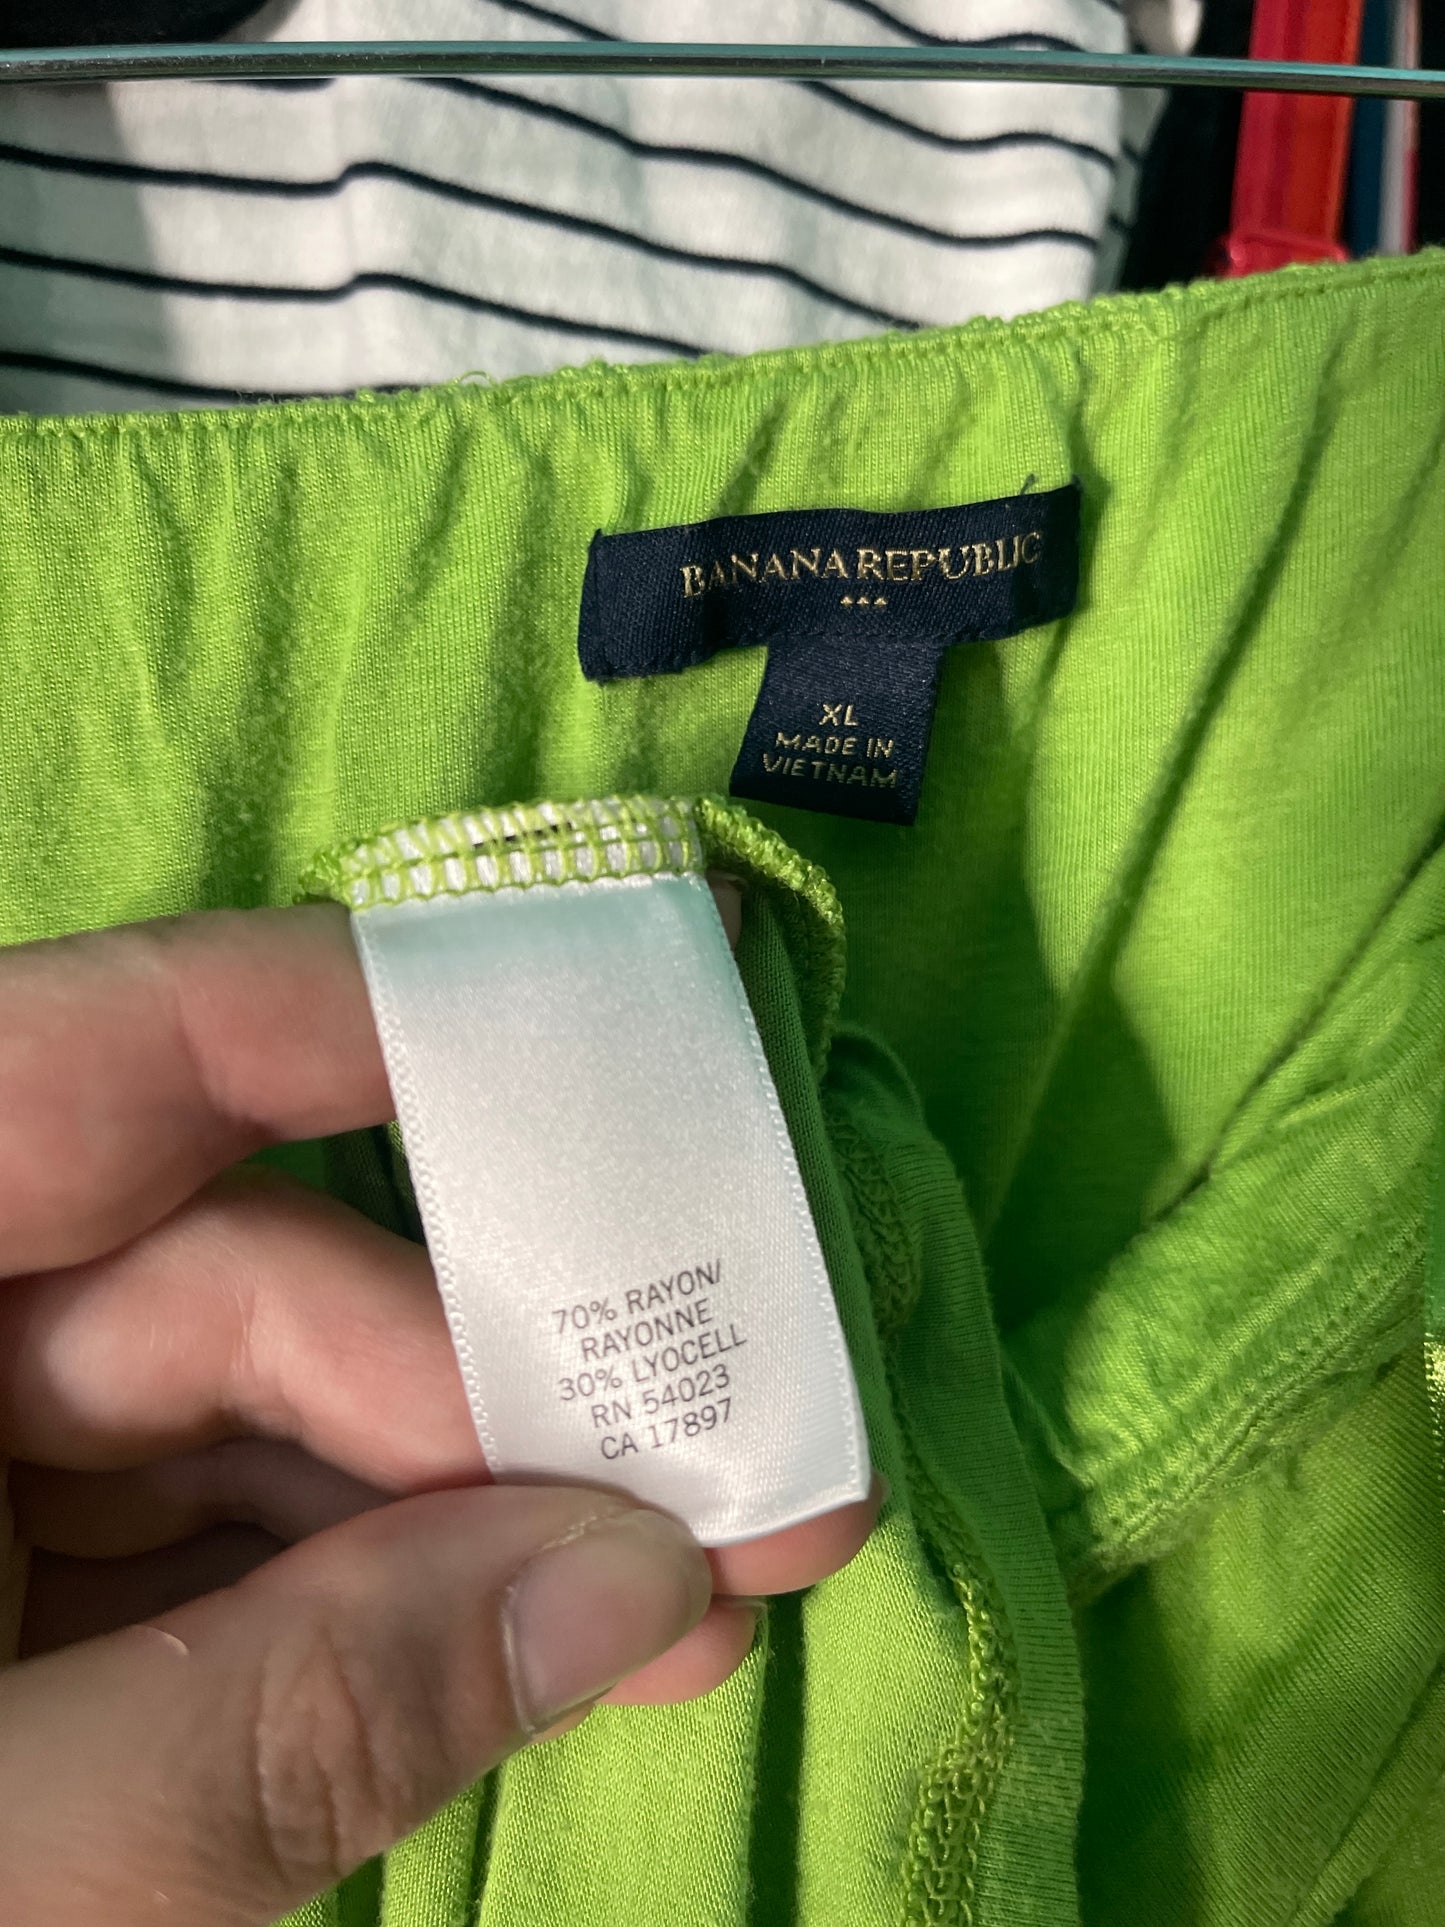 BANANA REPUBLIC
XL
MADE IN
VIETNAM
70% RAYON/
RAYONNE
30% LYOCELL
RN 54023
CA 17897